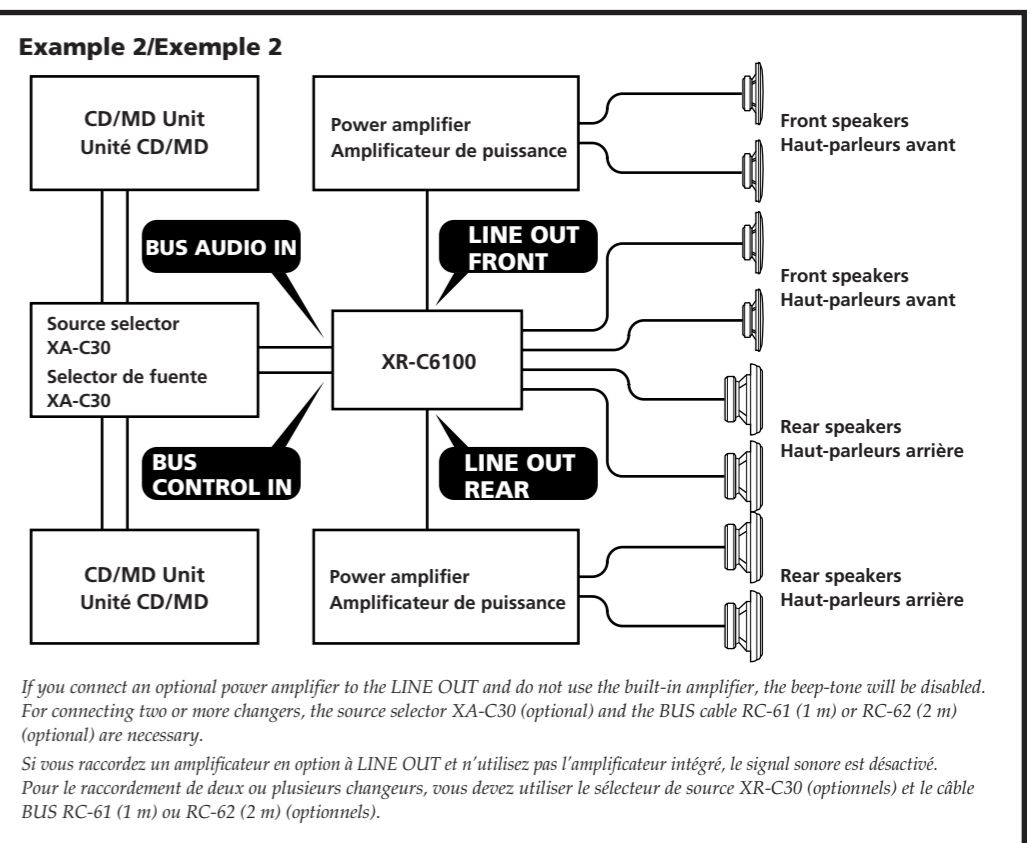 Example 2/Exemple 2
CD/MD Unit
Unité CD/MD
Power amplifier
Amplificateur de puissance
Front speakers
Haut-parleurs avant
BUS AUDIO IN
LINE OUT
FRONT
Front speakers
Haut-parleurs avant
Source selector
XA-C30
Selector de fuente
XA-C30
XR-C6100
Rear speakers
Haut-parleurs arrière
BUS
CONTROL IN
LINE OUT
REAR
CD/MD Unit
Unité CD/MD
Power amplifier
Amplificateur de puissance
Rear speakers
Haut-parleurs arrière
If you connect an optional power amplifier to the LINE OUT and do not use the built-in amplifier, the beep-tone will be disabled.
For connecting two or more changers, the source selector XA-C30 (optional) and the BUS cable RC-61 (1 m) or RC-62 (2 m)
(optional) are necessary.
Si vous raccordez un amplificateur en option à LINE OUT et n'utilisez pas l'amplificateur intégré, le signal sonore est désactivé.
Pour le raccordement de deux ou plusieurs changeurs, vous devez utiliser le sélecteur de source XR-C30 (optionnels) et le câble
BUS RC-61 (1 m) ou RC-62 (2 m) (optionnels).